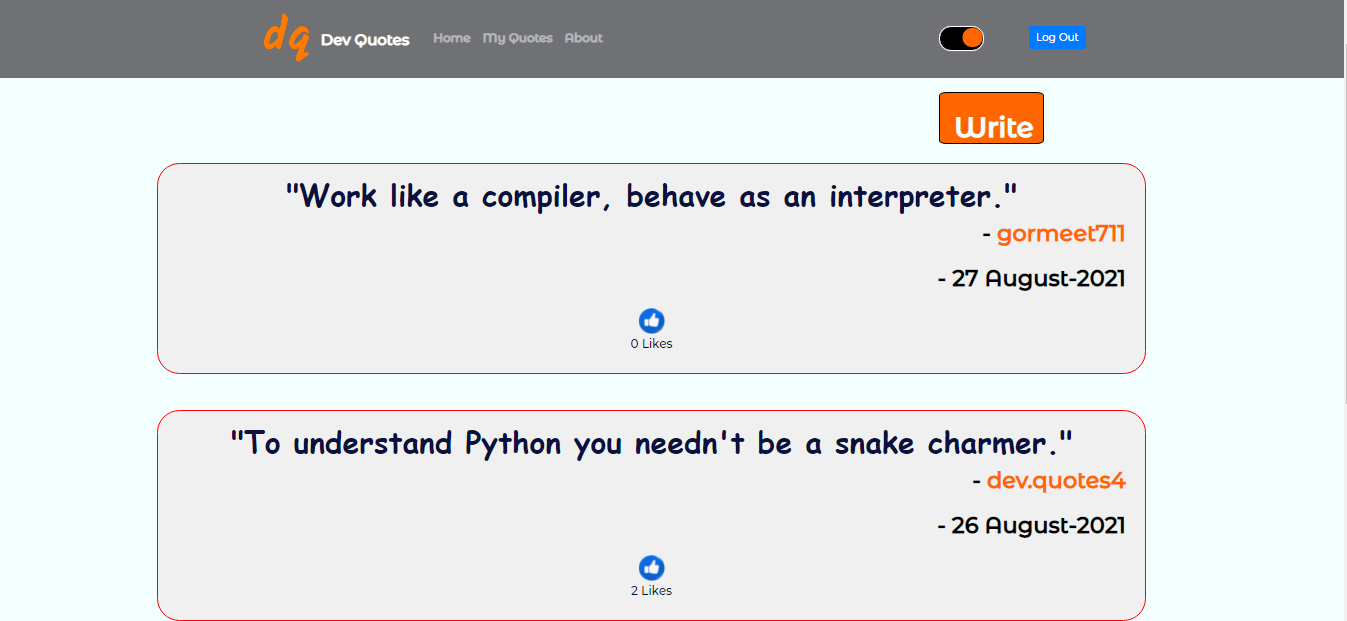 dq Dev Quotes Home My Quotes About Log Out
Write
"Work like a compiler, behave as an interpreter."
- gormeet711
- 27 August-2021
0 Likes
"To understand Python you needn't be a snake charmer."
- dev.quotes4
- 26 August-2021
2 Likes